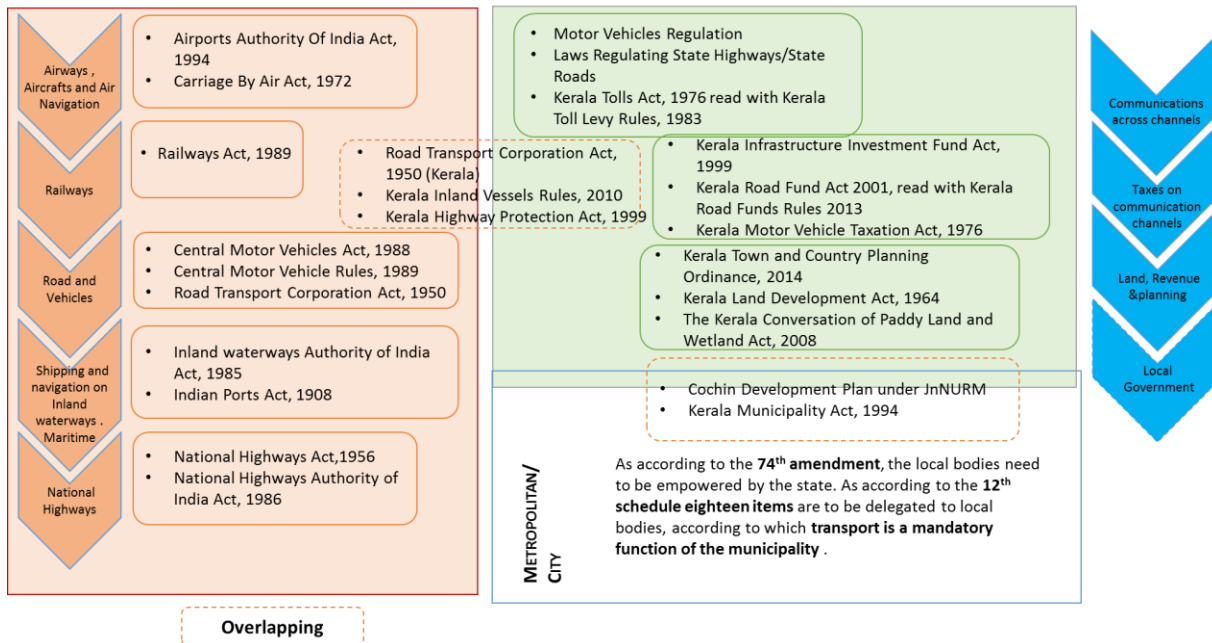 Airways ,
Aircrafts and Air
Navigation
• Airports Authority Of India Act,
1994
• Carriage By Air Act, 1972
Railways
• Railways Act, 1989
Road and
Vehicles
• Central Motor Vehicles Act, 1988
• Central Motor Vehicle Rules, 1989
• Road Transport Corporation Act, 1950
Shipping and
navigation on
Inland
waterways .
Maritime
• Inland waterways Authority of India
Act, 1985
• Indian Ports Act, 1908
National
Highways
• National Highways Act,1956
• National Highways Authority of
India Act, 1986
• Road Transport Corporation Act,
1950 (Kerala)
• Kerala Inland Vessels Rules, 2010
• Kerala Highway Protection Act, 1999
• Motor Vehicles Regulation
• Laws Regulating State Highways/State
Roads
• Kerala Tolls Act, 1976 read with Kerala
Toll Levy Rules, 1983
Communications
across channels
• Kerala Infrastructure Investment Fund Act,
1999
• Kerala Road Fund Act 2001, read with Kerala
Road Funds Rules 2013
• Kerala Motor Vehicle Taxation Act, 1976
Taxes on
communication
channels
• Kerala Town and Country Planning
Ordinance, 2014
• Kerala Land Development Act, 1964
• The Kerala Conversation of Paddy Land and
Wetland Act, 2008
Land, Revenue
&planning
• Cochin Development Plan under JnNURM
• Kerala Municipality Act, 1994
Local
Government
METROPOLITAN/
CITY
As according to the 74th amendment, the local bodies need
to be empowered by the state. As according to the 12th
schedule eighteen items are to be delegated to local
bodies, according to which transport is a mandatory
function of the municipality .
Overlapping